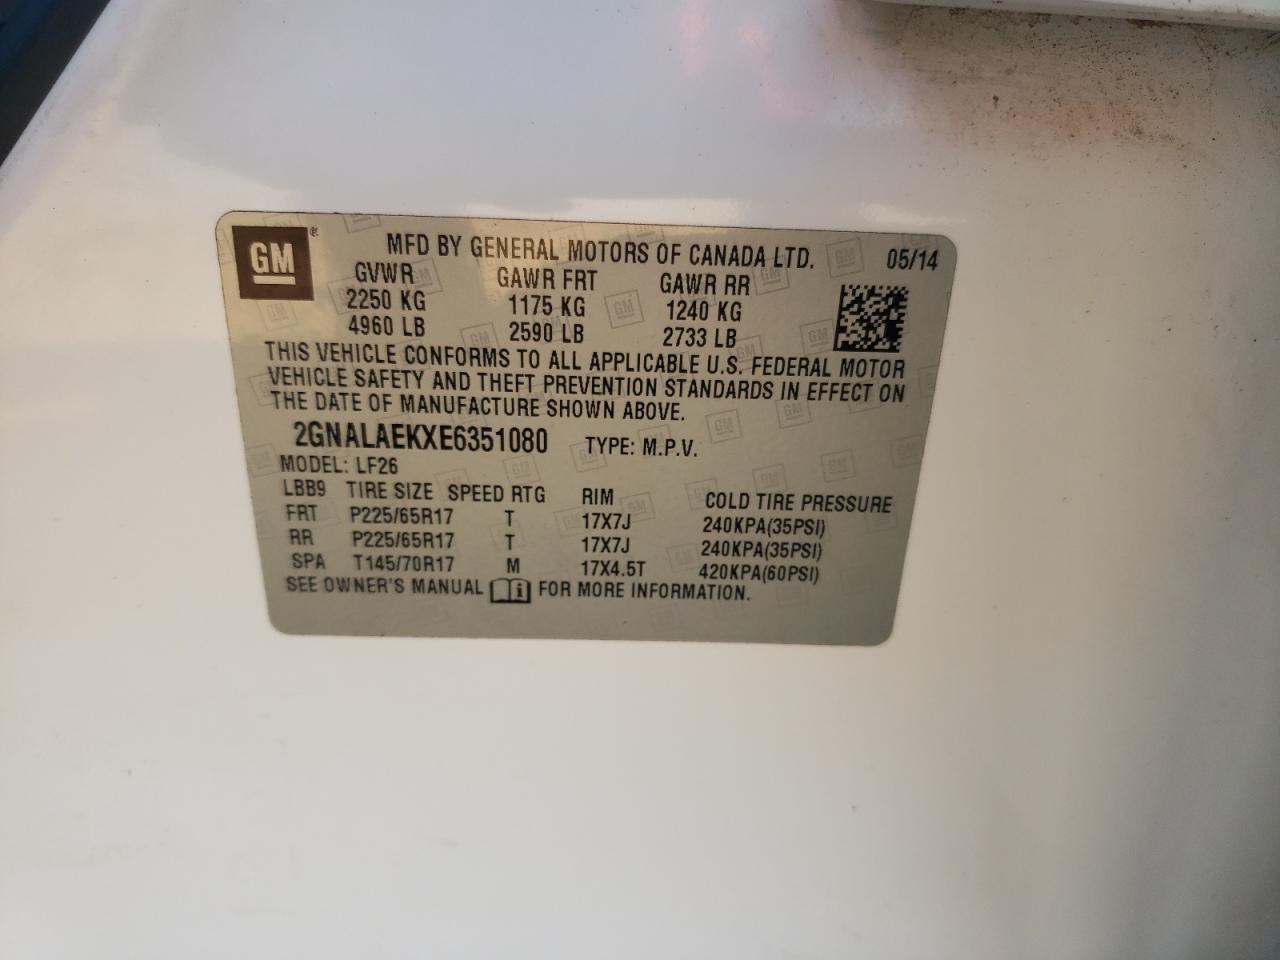 GM ®
MFD BY GENERAL MOTORS OF CANADA LTD. 05/14
GVWR GAWR FRT GAWR RR
2250 KG 1175 KG 1240 KG
4960 LB 2590 LB 2733 LB
THIS VEHICLE CONFORMS TO ALL APPLICABLE U.S. FEDERAL MOTOR
VEHICLE SAFETY AND THEFT PREVENTION STANDARDS IN EFFECT ON
THE DATE OF MANUFACTURE SHOWN ABOVE.
2GNALAEKXE6351080 TYPE: M.P.V.
MODEL: LF26
LBB9 TIRE SIZE SPEED RTG RIM COLD TIRE PRESSURE
FRT P225/65R17 T 17X7J 240KPA(35PSI)
RR P225/65R17 T 17X7J 240KPA(35PSI)
SPA T145/70R17 M 17X4.5T 420KPA(60PSI)
SEE OWNER'S MANUAL i FOR MORE INFORMATION.